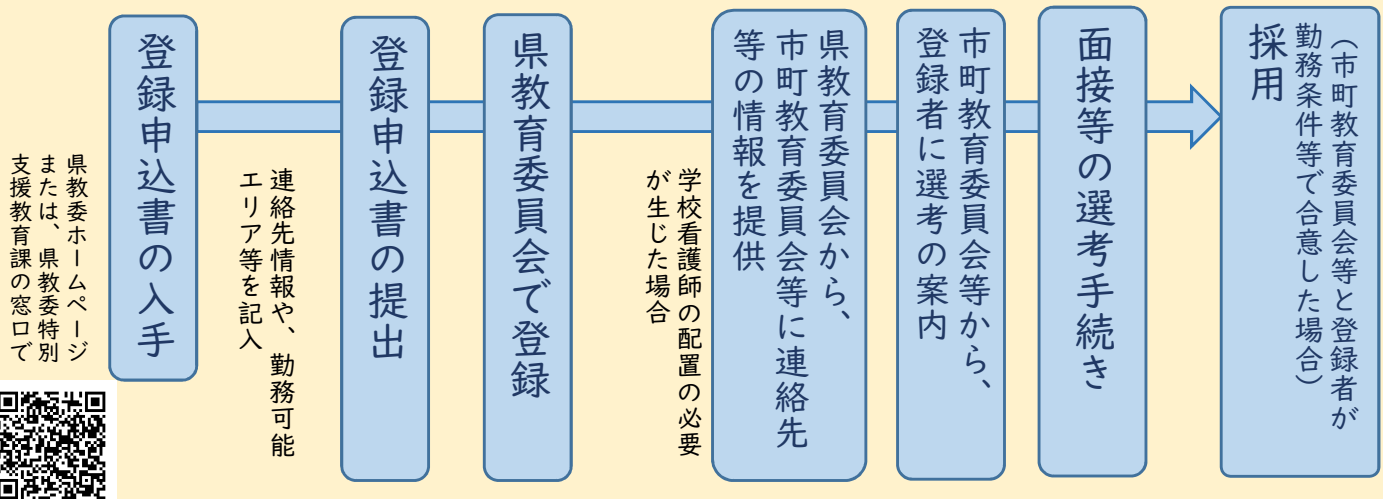 県教委ホームページ
または、県教委特別
支援教育課の窓口で
登録申込書の入手
連絡先情報や、勤務可能
エリア等を記入
登録申込書の提出
県教育委員会で登録
学校看護師の配置の必要
が生じた場合
県教育委員会から、
市町教育委員会等に連絡先
等の情報を提供
市町教育委員会等から、
登録者に選考の案内
面接等の選考手続き
(市町教育委員会等と登録者が
勤務条件等で合意した場合)
採用